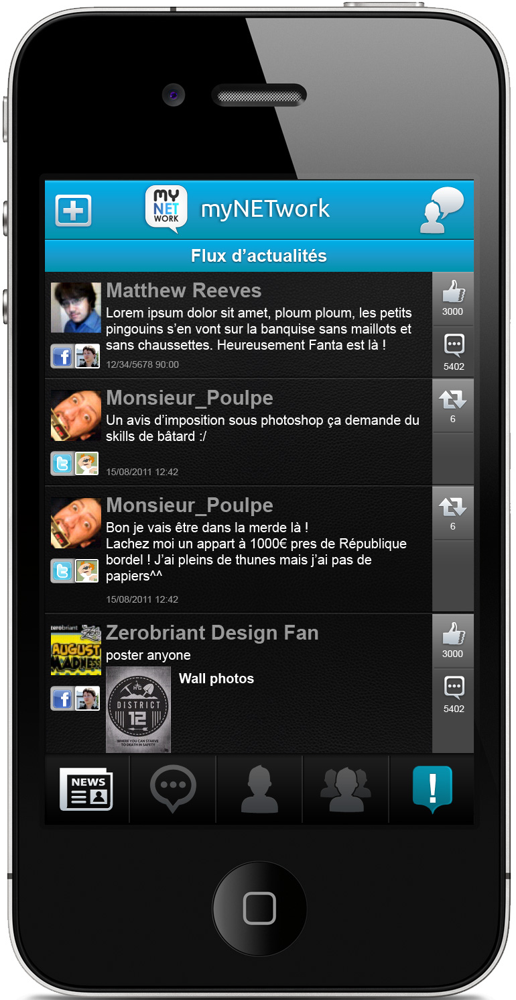 MY
NET
WORK
myNETwork
Flux d’actualités
Matthew Reeves
Lorem ipsum dolor sit amet, ploum ploum, les petits
pingouins s’en vont sur la banquise sans maillots et
sans chaussettes. Heureusement Fanta est là !
12/34/5678 90:00
3000
5402
Monsieur_Poulpe
Un avis d’imposition sous photoshop ça demande du
skills de bâtard :/
15/08/2011 12:42
6
Monsieur_Poulpe
Bon je vais être dans la merde là !
Lachez moi un appart à 1000€ pres de République
bordel ! J’ai pleins de thunes mais j’ai pas de
papiers^^
15/08/2011 12:42
6
zerobriant
AUGUST
MADNESS
Zerobriant Design Fan
poster anyone
Wall photos
DISTRICT
12
WHERE YOU CAN STARVE
TO DEATH IN SAFETY
3000
5402
NEWS